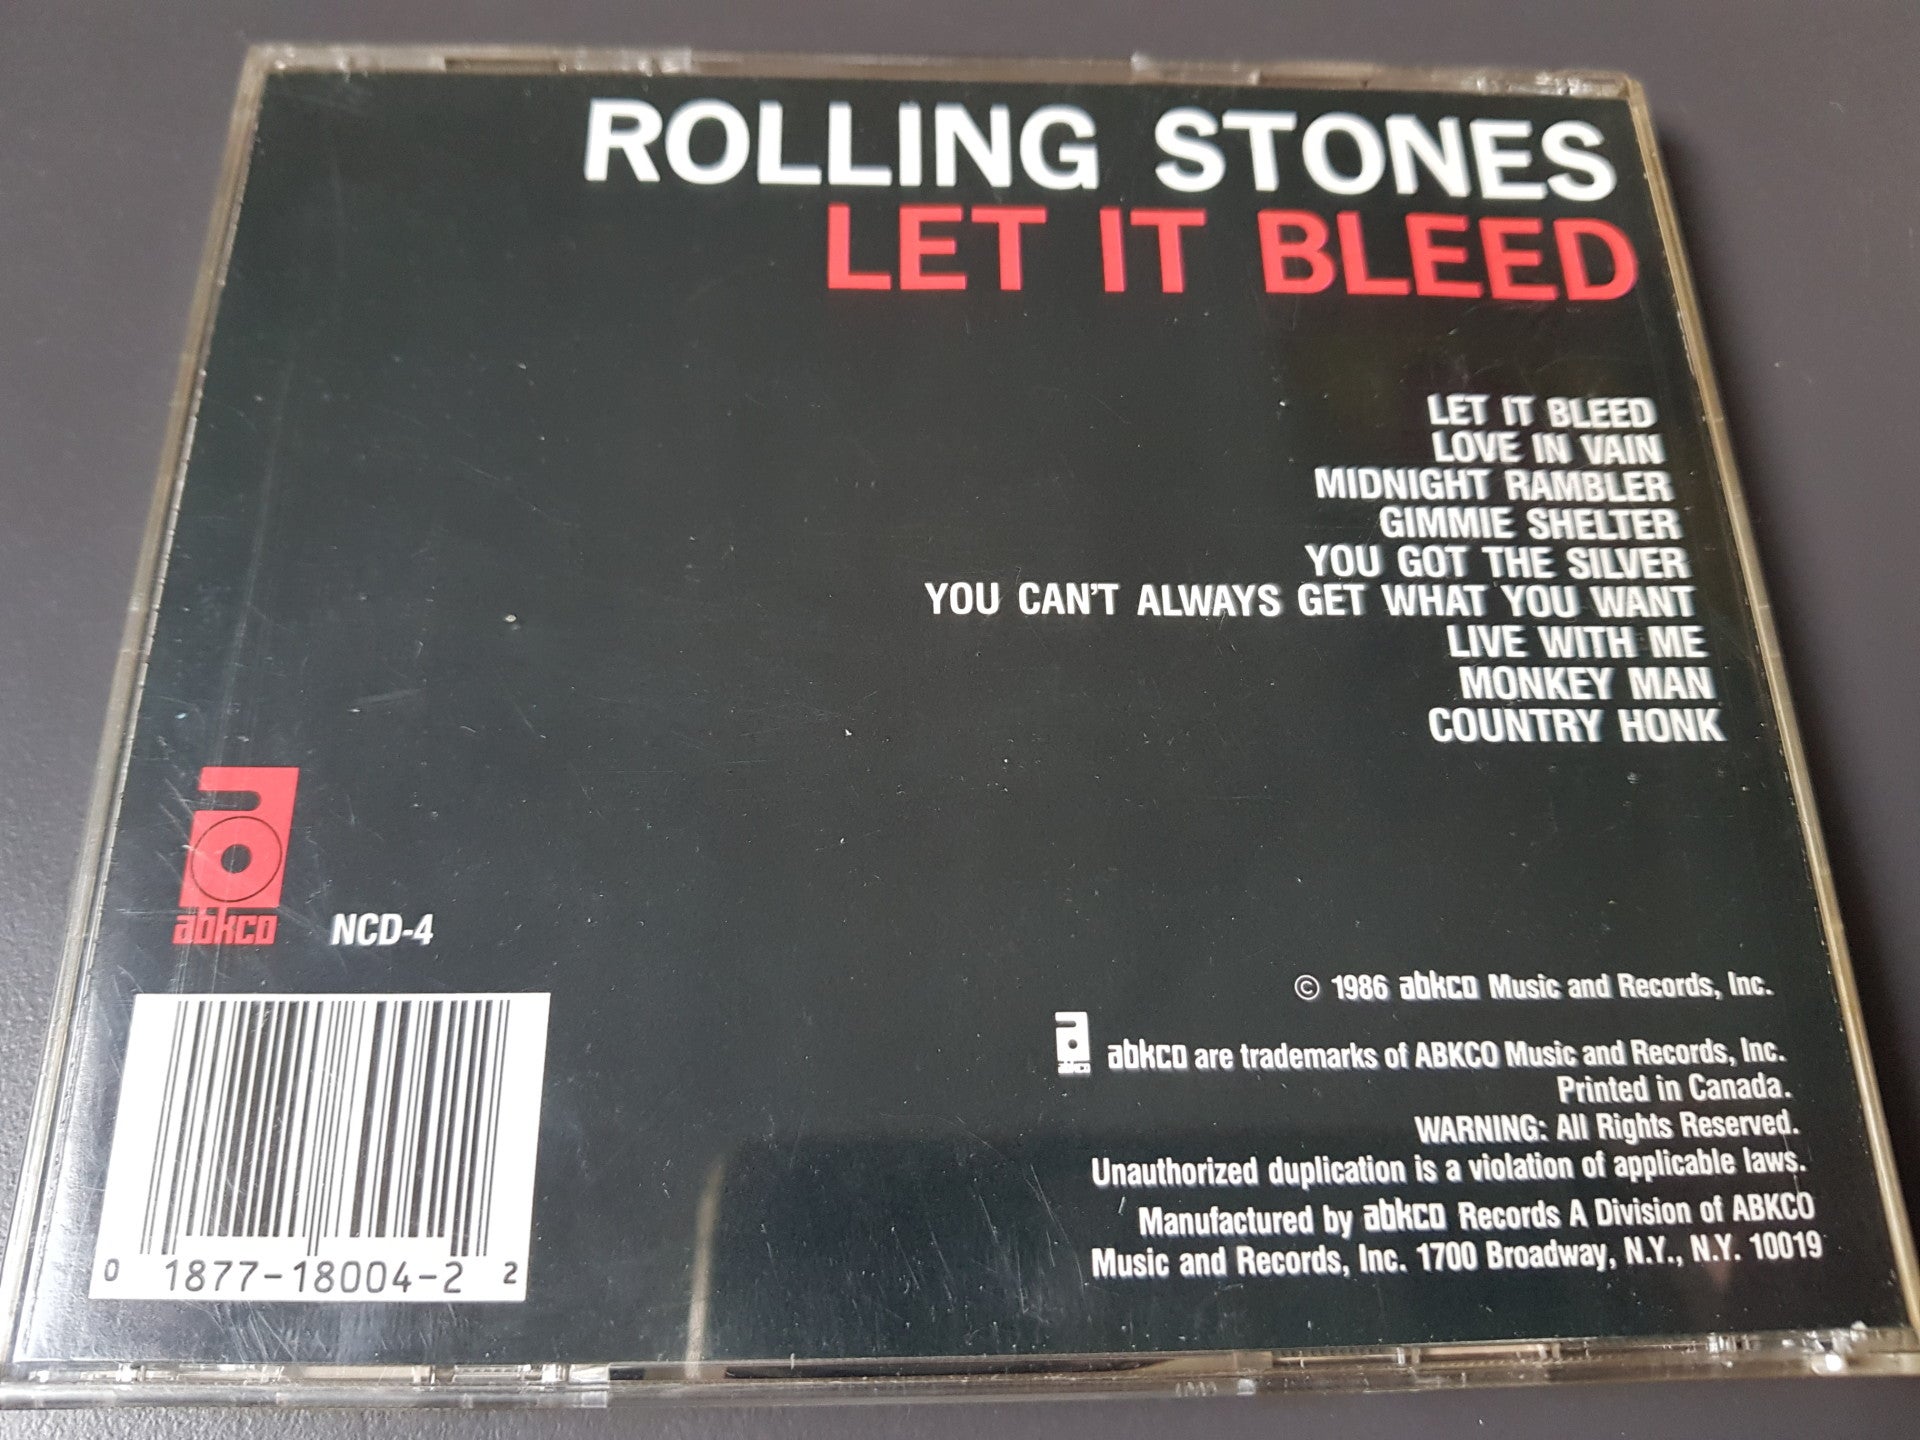 ROLLING STONES
LET IT BLEED
LET IT BLEED
LOVE IN VAIN
MIDNIGHT RAMBLER
GIMMIE SHELTER
YOU GOT THE SILVER
YOU CAN'T ALWAYS GET WHAT YOU WANT
LIVE WITH ME
MONKEY MAN
COUNTRY HONK
abkco NCD-4
0 1877-18004-2 2
© 1986 abkco Music and Records, Inc.
abkco abkco are trademarks of ABKCO Music and Records, Inc.
Printed in Canada.
WARNING: All Rights Reserved.
Unauthorized duplication is a violation of applicable laws.
Manufactured by abkco Records A Division of ABKCO
Music and Records, Inc. 1700 Broadway, N.Y., N.Y. 10019